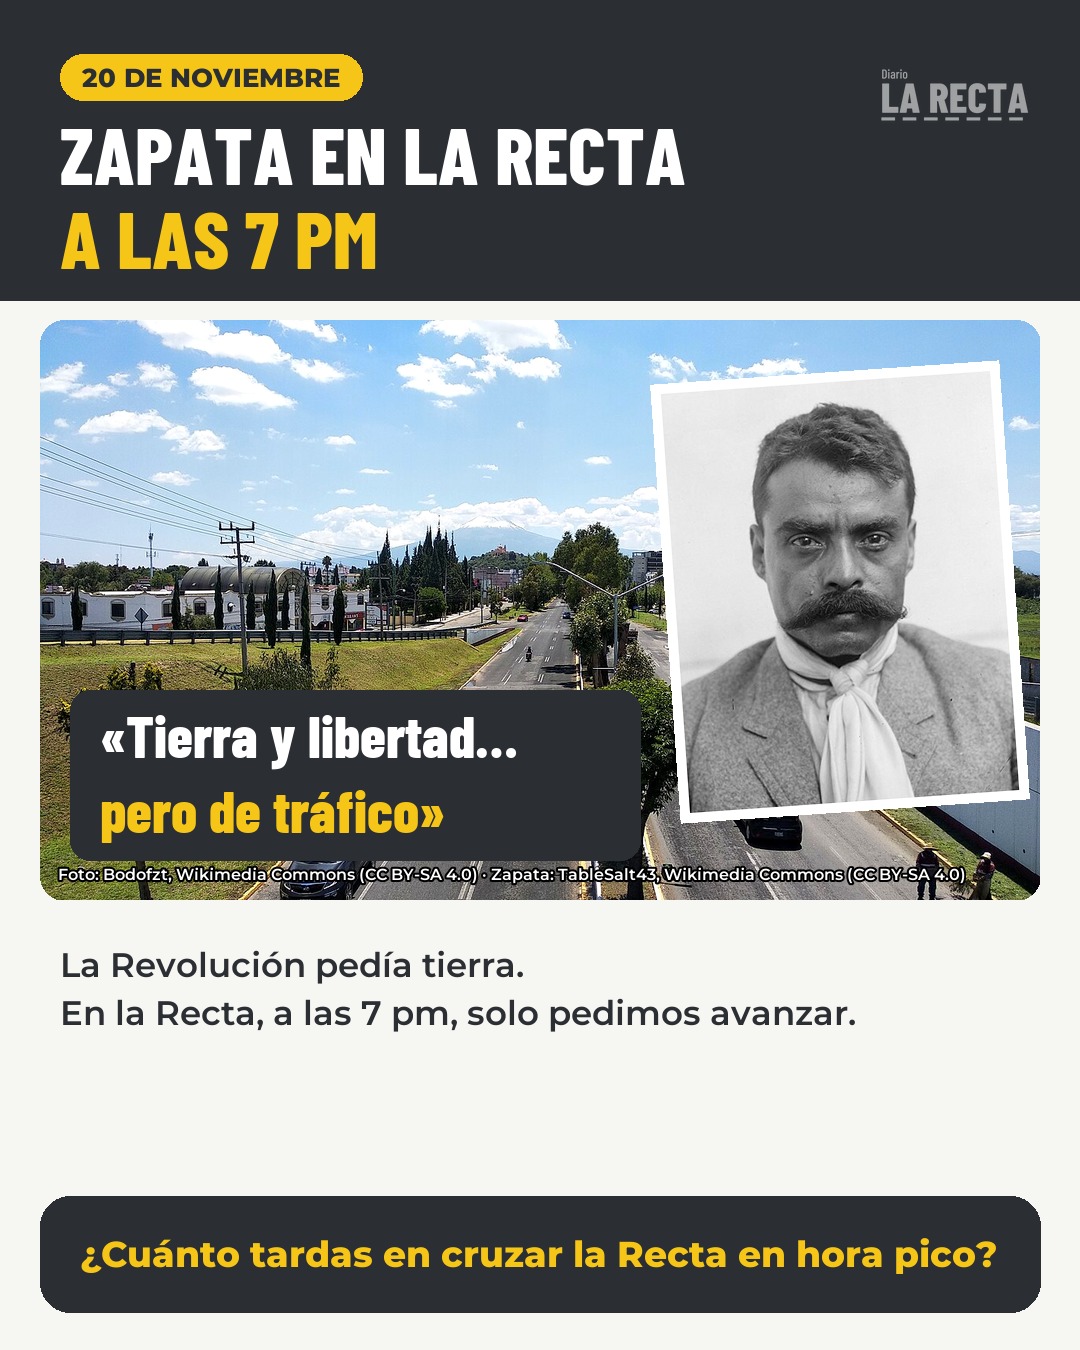 20 DE NOVIEMBRE
Diario
LA RECTA
ZAPATA EN LA RECTA
A LAS 7 PM
«Tierra y libertad...
pero de tráfico»
Foto: Bodofzt, Wikimedia Commons (CC BY-SA 4.0) · Zapata: TableSalt43, Wikimedia Commons (CC BY-SA 4.0)
La Revolución pedía tierra.
En la Recta, a las 7 pm, solo pedimos avanzar.
¿Cuánto tardas en cruzar la Recta en hora pico?